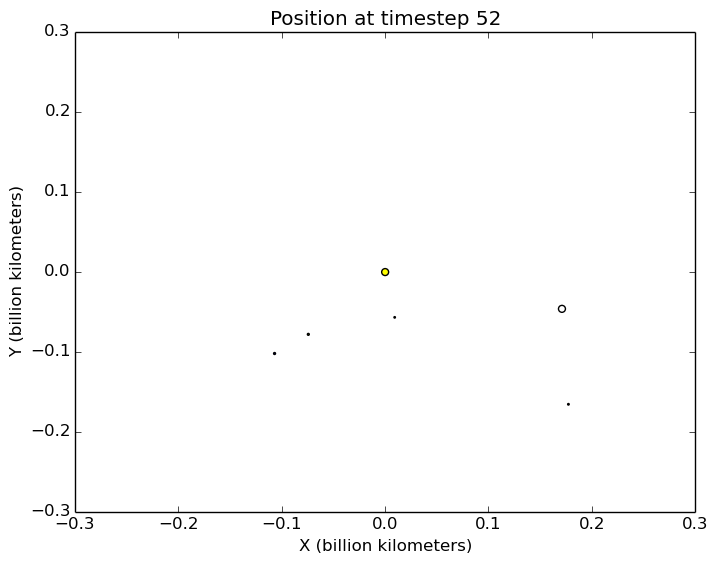 Position at timestep 52
0.3
0.2
0.1
0.0
−0.1
−0.2
−0.3
Y (billion kilometers)
−0.3 −0.2 −0.1 0.0 0.1 0.2 0.3
X (billion kilometers)